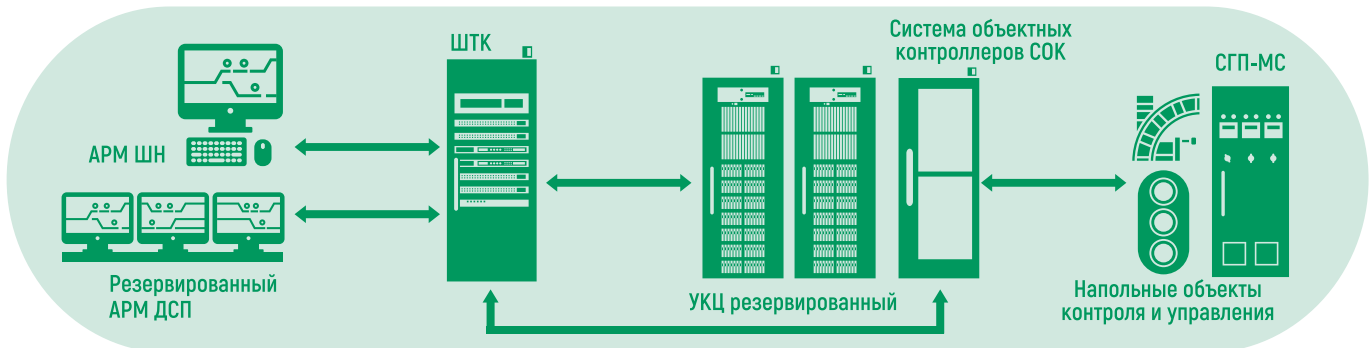 ШТК
Система объектных
контроллеров СОК
СГП-МС
АРМ ШН
Резервированный
АРМ ДСП
УКЦ резервированный
Напольные объекты
контроля и управления